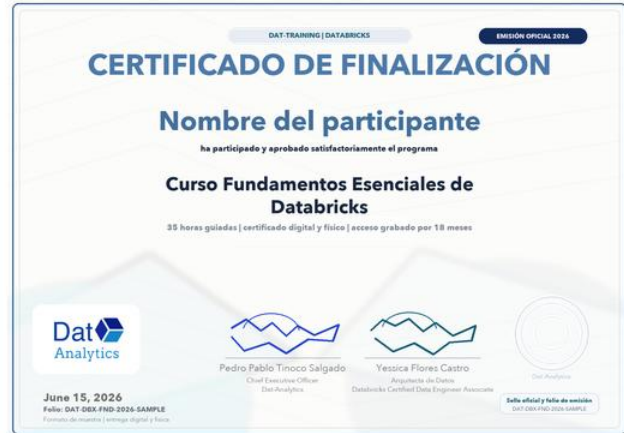 DAT-TRAINING | DATABRICKS
EMISIÓN OFICIAL 2026
CERTIFICADO DE FINALIZACIÓN
Nombre del participante
ha participado y aprobado satisfactoriamente el programa
Curso Fundamentos Esenciales de
Databricks
35 horas guiadas | certificado digital y físico | acceso grabado por 18 meses
Dat
Analytics
Pedro Pablo Tinoco Salgado
Chief Executive Officer
Dat-Analytics
Yessica Flores Castro
Arquitecta de Datos
Databricks Certified Data Engineer Associate
Dat-Analytics
June 15, 2026
Folio: DAT-DBX-FND-2026-SAMPLE
Formato de muestra | entrega digital y física
Sello oficial y folio de emisión
DAT-DBX-FND-2026-SAMPLE